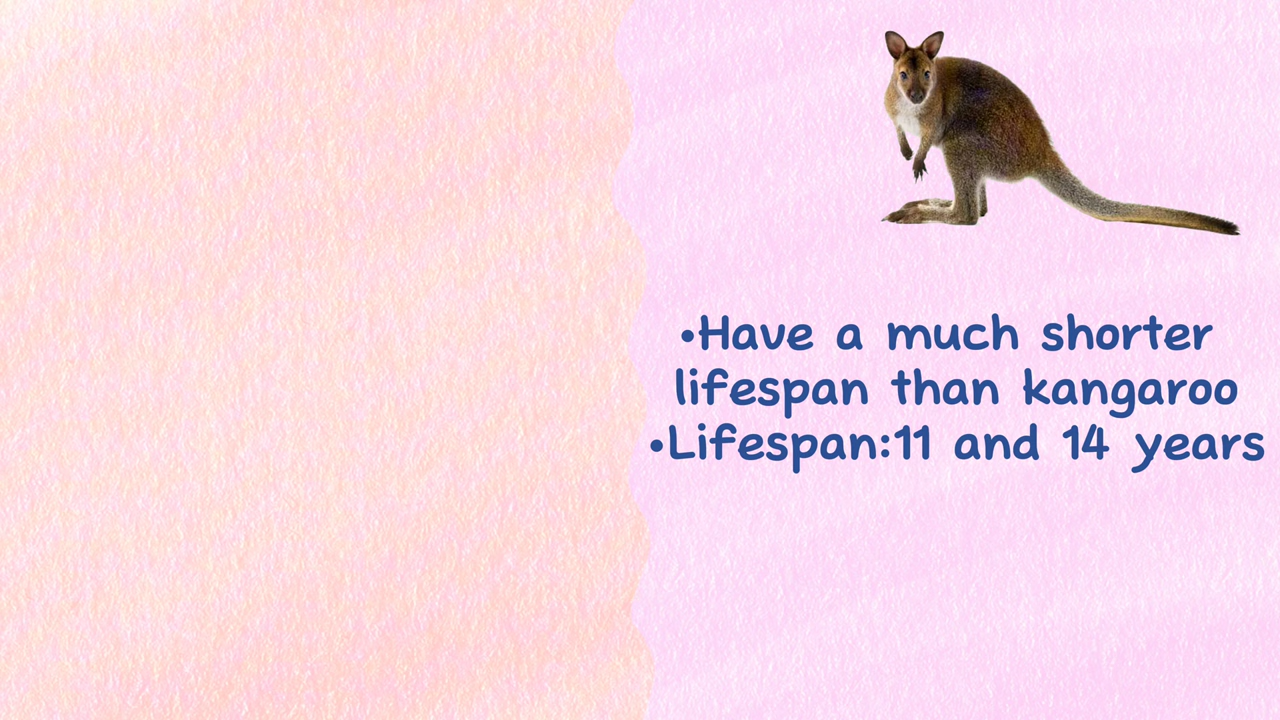 •Have a much shorter
lifespan than kangaroo
•Lifespan:11 and 14 years